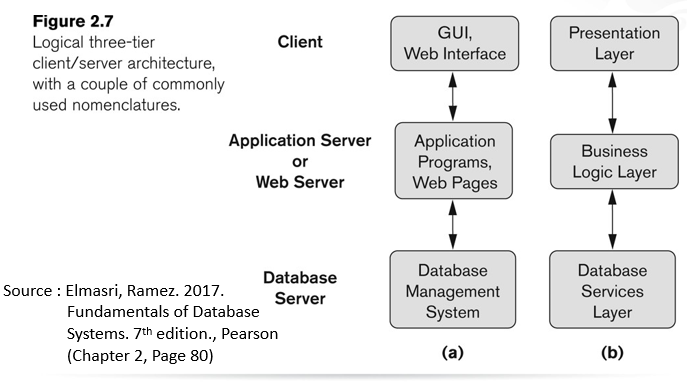 Figure 2.7
Logical three-tier
client/server architecture,
with a couple of commonly
used nomenclatures.
Client
GUI,
Web Interface
Presentation
Layer
Application Server
or
Web Server
Application
Programs,
Web Pages
Business
Logic Layer
Database
Server
Database
Management
System
Database
Services
Layer
(a)
(b)
Source : Elmasri, Ramez. 2017.
Fundamentals of Database
Systems. 7th edition., Pearson
(Chapter 2, Page 80)